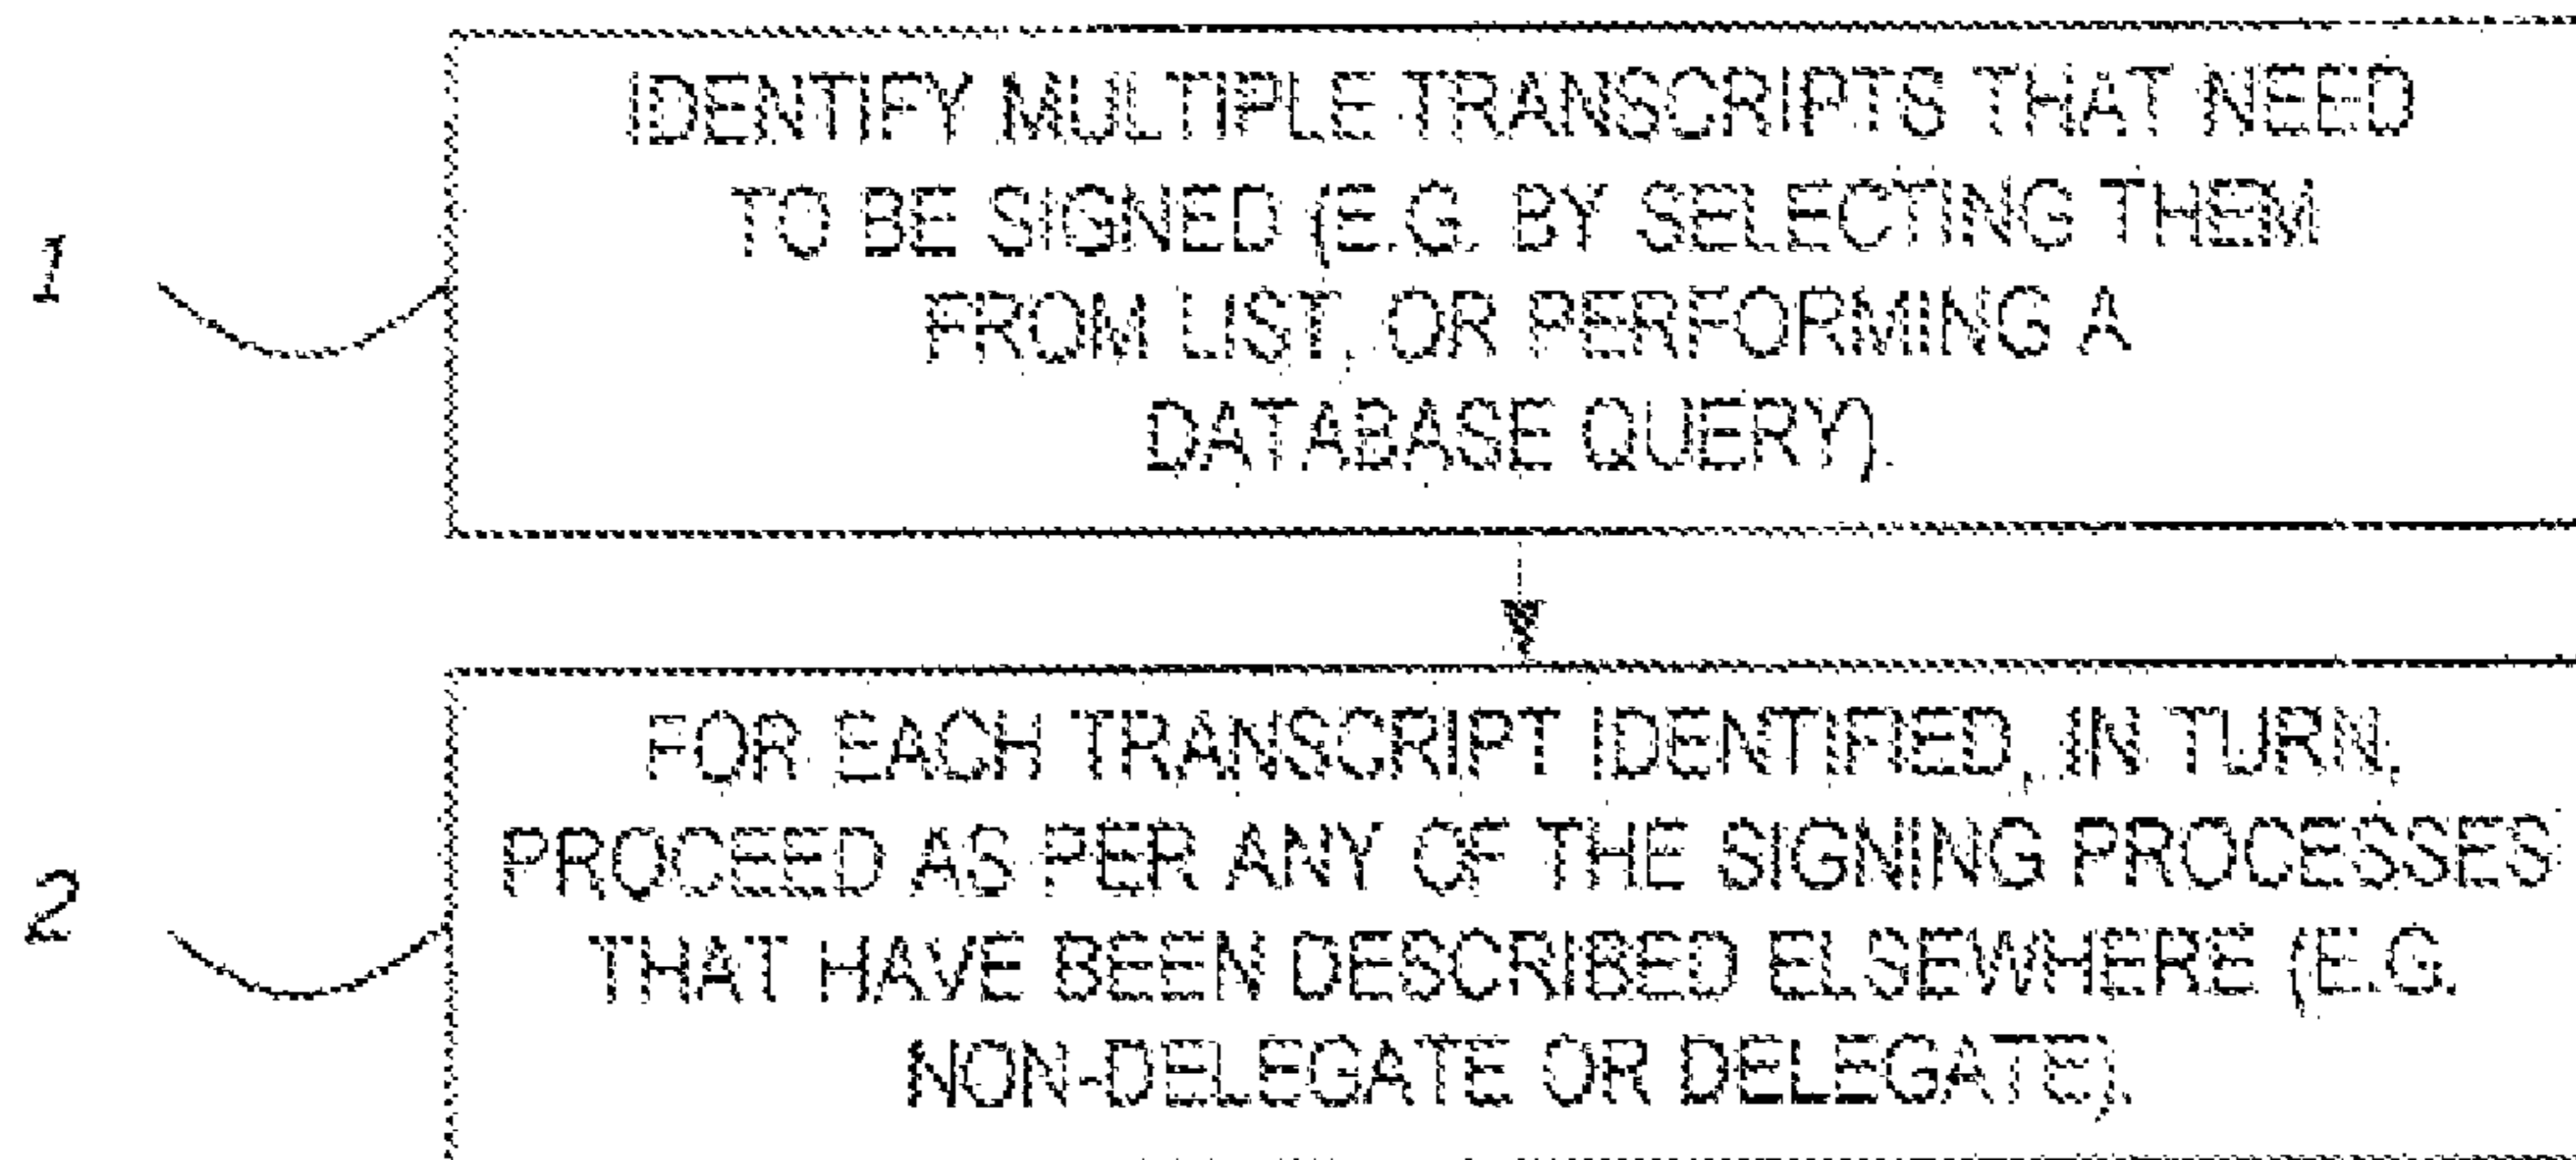 IDENTIFY MULTIPLE TRANSCRIPTS THAT NEED
TO BE SIGNED (E.G. BY SELECTING THEM
FROM LIST, OR PERFORMING A
DATABASE QUERY).
1
FOR EACH TRANSCRIPT IDENTIFIED, IN TURN,
PROCEED AS PER ANY OF THE SIGNING PROCESSES
THAT HAVE BEEN DESCRIBED ELSEWHERE (E.G.
NON-DELEGATE OR DELEGATE).
2